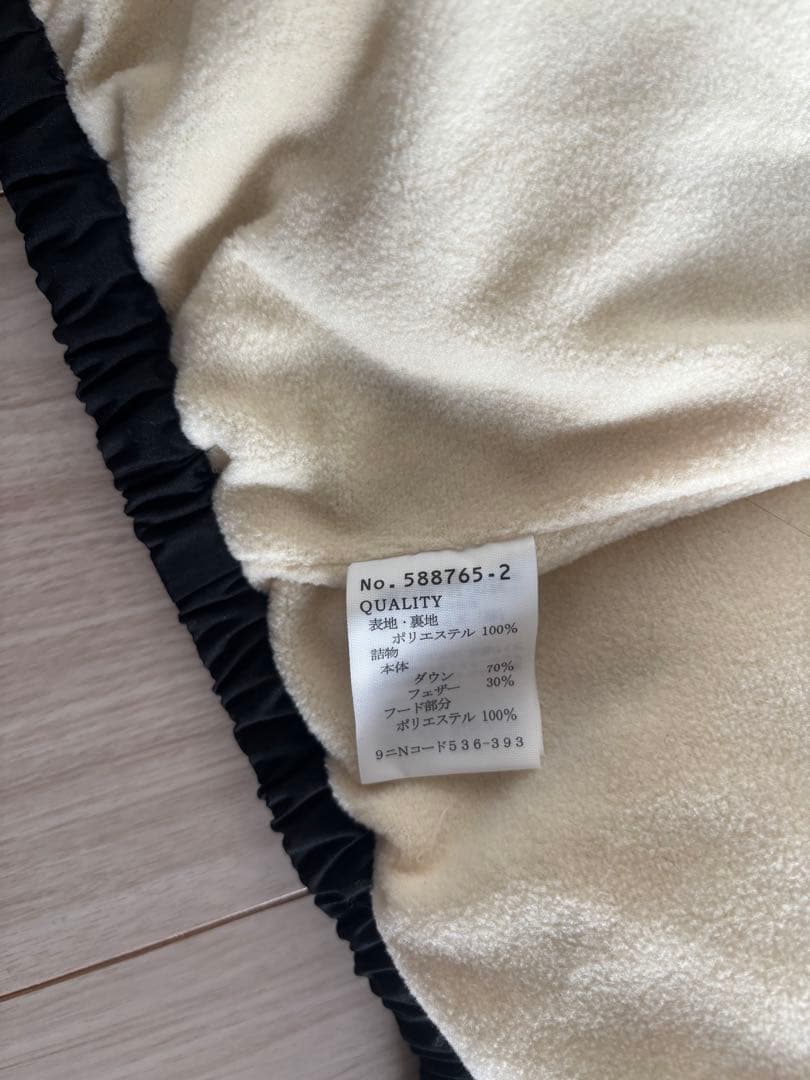 No.588765-2
QUALITY
表地・裏地
ポリエステル 100%
詰物
本体
ダウン 70%
フェザー 30%
フード部分
ポリエステル 100%
9ニNコード536-393